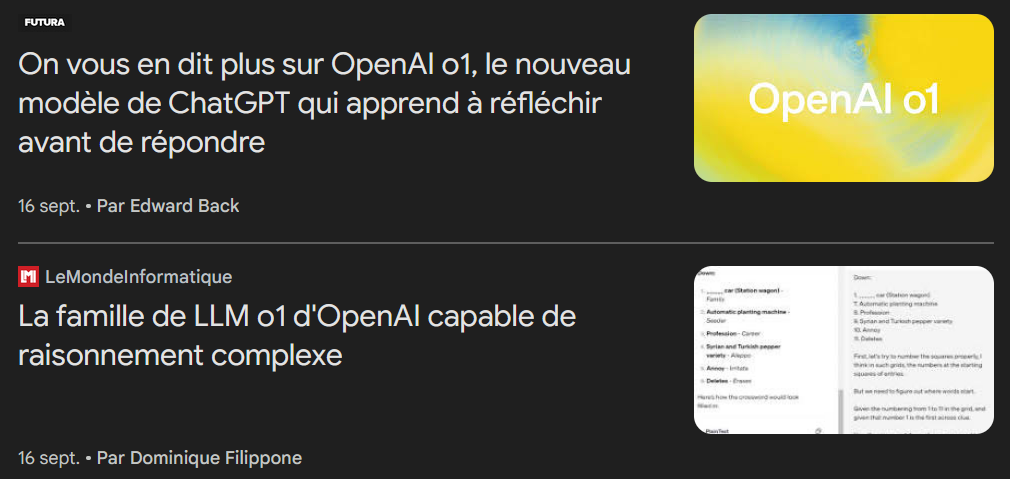 FUTURA
On vous en dit plus sur OpenAI o1, le nouveau
modèle de ChatGPT qui apprend à réfléchir
avant de répondre
OpenAI o1
16 sept. • Par Edward Back
LMI LeMondeInformatique
La famille de LLM o1 d'OpenAI capable de
raisonnement complexe
16 sept. • Par Dominique Filippone
Down:
1. _____ car (Station wagon) -
Family
Automatic planting machine -
Seeder
Profession - Career
Syrian and Turkish pepper
variety - Aleppo
Annoy - Irritate
Deletes - Erases
Here's how the crossword would look
filled in:
PlainText
Down:
1. _____ car (Station wagon)
7. Automatic planting machine
8. Profession
9. Syrian and Turkish pepper variety
10. Annoy
11. Deletes
First, let's try to number the squares properly, I
think in such grids, the numbers at the starting
squares of entries.
But we need to figure out where words start.
Given the numbering from 1 to 11 in the grid, and
given that number 1 is the first across clue.